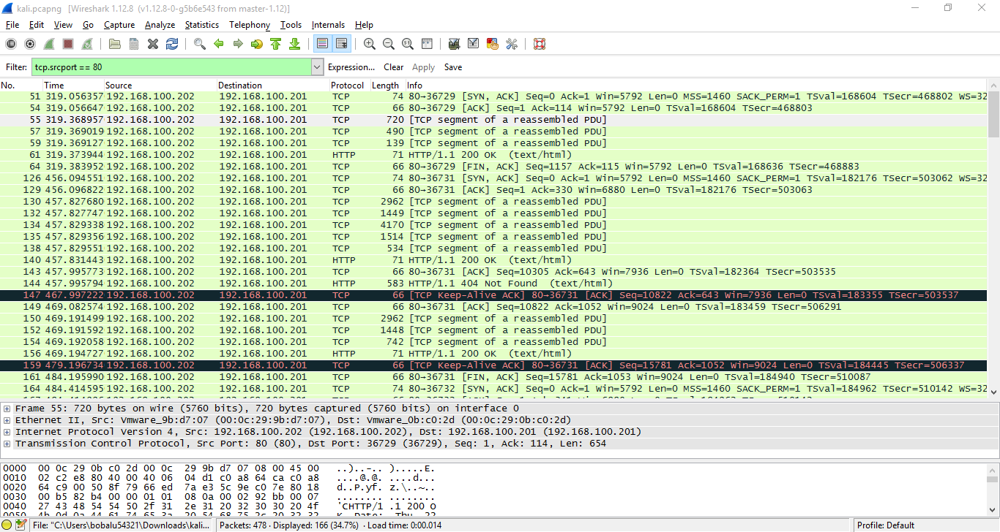 kali.pcapng [Wireshark 1.12.8 (v1.12.8-0-g5b6e543 from master-1.12)]
File Edit View Go Capture Analyze Statistics Telephony Tools Internals Help
Filter: tcp.srcport == 80 Expression... Clear Apply Save
No. Time Source Destination Protocol Length Info
51 319.056357 192.168.100.202 192.168.100.201 TCP 74 80→36729 [SYN, ACK] Seq=0 Ack=1 Win=5792 Len=0 MSS=1460 SACK_PERM=1 TSval=168604 TSecr=468802 WS=32
54 319.056647 192.168.100.202 192.168.100.201 TCP 66 80→36729 [ACK] Seq=1 Ack=114 Win=5792 Len=0 TSval=168604 TSecr=468803
55 319.368957 192.168.100.202 192.168.100.201 TCP 720 [TCP segment of a reassembled PDU]
57 319.369019 192.168.100.202 192.168.100.201 TCP 490 [TCP segment of a reassembled PDU]
59 319.369127 192.168.100.202 192.168.100.201 TCP 139 [TCP segment of a reassembled PDU]
61 319.373944 192.168.100.202 192.168.100.201 HTTP 71 HTTP/1.1 200 OK (text/html)
64 319.383952 192.168.100.202 192.168.100.201 TCP 66 80→36729 [FIN, ACK] Seq=1157 Ack=115 Win=5792 Len=0 TSval=168636 TSecr=468883
126 456.094551 192.168.100.202 192.168.100.201 TCP 74 80→36731 [SYN, ACK] Seq=0 Ack=1 Win=5792 Len=0 MSS=1460 SACK_PERM=1 TSval=182176 TSecr=503062 WS=32
129 456.096822 192.168.100.202 192.168.100.201 TCP 66 80→36731 [ACK] Seq=1 Ack=330 Win=6880 Len=0 TSval=182176 TSecr=503063
130 457.827680 192.168.100.202 192.168.100.201 TCP 2962 [TCP segment of a reassembled PDU]
132 457.827747 192.168.100.202 192.168.100.201 TCP 1449 [TCP segment of a reassembled PDU]
134 457.829338 192.168.100.202 192.168.100.201 TCP 4170 [TCP segment of a reassembled PDU]
135 457.829356 192.168.100.202 192.168.100.201 TCP 1514 [TCP segment of a reassembled PDU]
138 457.829551 192.168.100.202 192.168.100.201 TCP 534 [TCP segment of a reassembled PDU]
140 457.831443 192.168.100.202 192.168.100.201 HTTP 71 HTTP/1.1 200 OK (text/html)
143 457.995773 192.168.100.202 192.168.100.201 TCP 66 80→36731 [ACK] Seq=10305 Ack=643 Win=7936 Len=0 TSval=182364 TSecr=503535
144 457.995794 192.168.100.202 192.168.100.201 HTTP 583 HTTP/1.1 404 Not Found (text/html)
147 467.997222 192.168.100.202 192.168.100.201 TCP 66 [TCP Keep-Alive ACK] 80→36731 [ACK] Seq=10822 Ack=643 Win=7936 Len=0 TSval=183355 TSecr=503537
149 469.082574 192.168.100.202 192.168.100.201 TCP 66 80→36731 [ACK] Seq=10822 Ack=1052 Win=9024 Len=0 TSval=183459 TSecr=506291
150 469.191499 192.168.100.202 192.168.100.201 TCP 2962 [TCP segment of a reassembled PDU]
152 469.191592 192.168.100.202 192.168.100.201 TCP 1448 [TCP segment of a reassembled PDU]
154 469.192058 192.168.100.202 192.168.100.201 TCP 742 [TCP segment of a reassembled PDU]
156 469.194727 192.168.100.202 192.168.100.201 HTTP 71 HTTP/1.1 200 OK (text/html)
159 479.196734 192.168.100.202 192.168.100.201 TCP 66 [TCP Keep-Alive ACK] 80→36731 [ACK] Seq=15781 Ack=1052 Win=9024 Len=0 TSval=184445 TSecr=506337
161 484.195990 192.168.100.202 192.168.100.201 TCP 66 80→36731 [FIN, ACK] Seq=15781 Ack=1053 Win=9024 Len=0 TSval=184940 TSecr=510087
164 484.414595 192.168.100.202 192.168.100.201 TCP 74 80→36732 [SYN, ACK] Seq=0 Ack=1 Win=5792 Len=0 MSS=1460 SACK_PERM=1 TSval=184962 TSecr=510142 WS=32
Frame 55: 720 bytes on wire (5760 bits), 720 bytes captured (5760 bits) on interface 0
Ethernet II, Src: Vmware_9b:d7:07 (00:0c:29:9b:d7:07), Dst: Vmware_0b:c0:2d (00:0c:29:0b:c0:2d)
Internet Protocol Version 4, Src: 192.168.100.202 (192.168.100.202), Dst: 192.168.100.201 (192.168.100.201)
Transmission Control Protocol, Src Port: 80 (80), Dst Port: 36729 (36729), Seq: 1, Ack: 114, Len: 654
0000 00 0c 29 0b c0 2d 00 0c 29 9b d7 07 08 00 45 00 ..)..-.. ).....E.
0010 02 c2 e8 80 40 00 40 06 04 d1 c0 a8 64 ca c0 a8 ....@.@. ....d...
0020 64 c9 00 50 8f 79 66 ed 7a e3 5c 9e c0 7e 80 18 d..P.yf. z.\..~..
0030 00 b5 82 b4 00 00 01 01 08 0a 00 02 92 bb 00 07 ........ ........
0040 27 43 48 54 54 50 2f 31 2e 31 20 32 30 30 20 4f 'CHTTP/1 .1 200 O
File: "C:\Users\bobalu54321\Downloads\kali... Packets: 478 · Displayed: 166 (34.7%) · Load time: 0:00.014 Profile: Default